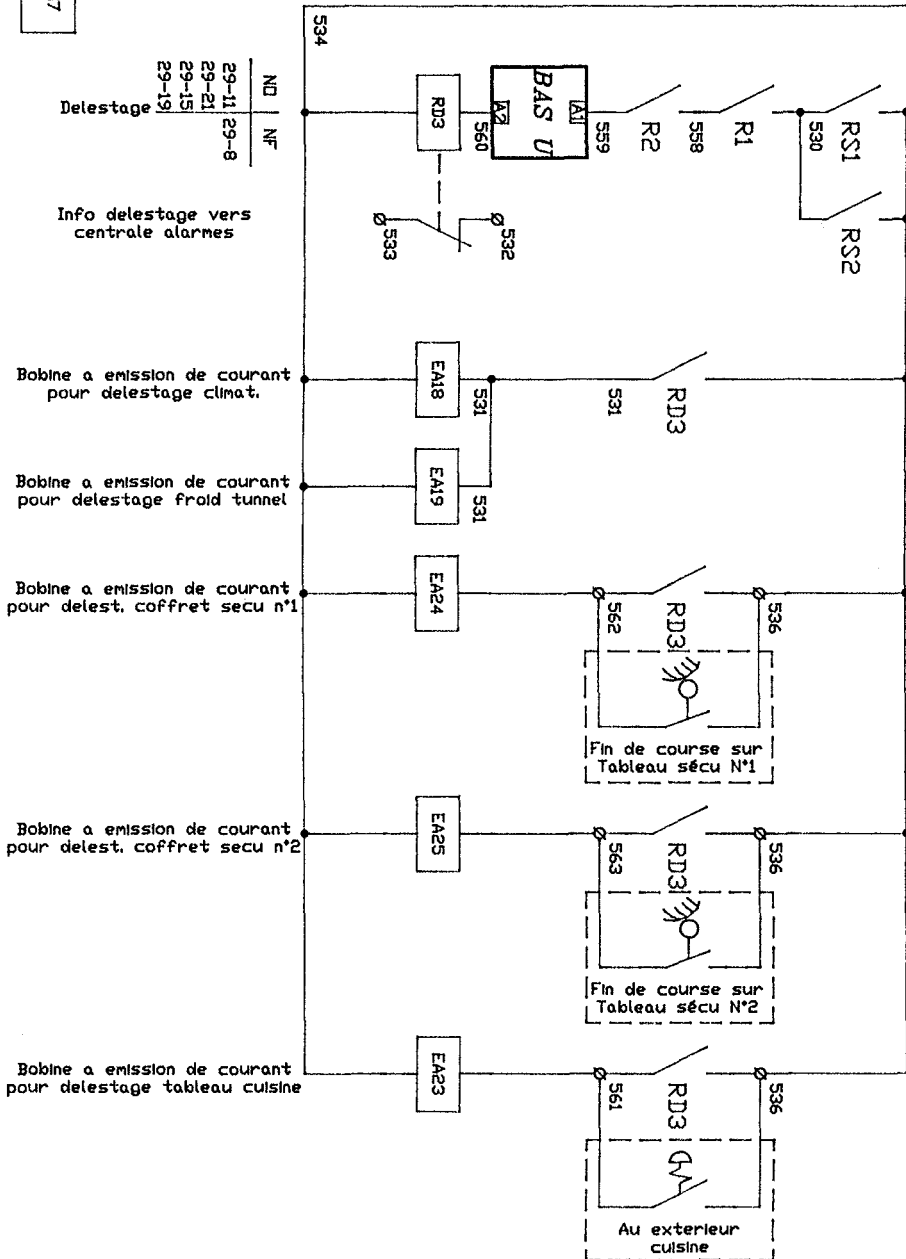 7
534
NO NF
29-11 29-8
29-21
29-15
29-19
Delestage
RD3
560
A2
BAS U
A1
559
R2
558
R1
530
RS1
RS2
Info delestage vers
centrale alarmes
533
532
Bobine a emission de courant
pour delestage climat.
EA18
531
531
RD3
Bobine a emission de courant
pour delestage froid tunnel
EA19
531
Bobine a emission de courant
pour delest. coffret secu n°1
EA24
562
RD3
536
Fin de course sur
Tableau sécu N°1
Bobine a emission de courant
pour delest. coffret secu n°2
EA25
563
RD3
536
Fin de course sur
Tableau sécu N°2
Bobine a emission de courant
pour delestage tableau cuisine
EA23
561
RD3
536
Au exterieur
cuisine